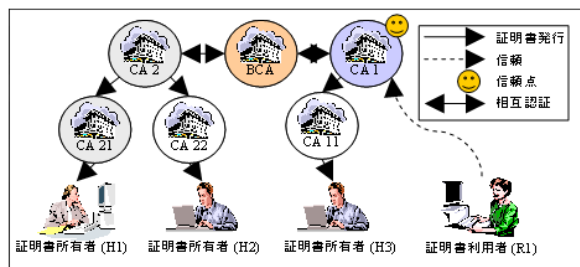 CA 2
BCA
CA 1
証明書発行
信頼
信頼点
相互認証
CA 21
CA 22
CA 11
証明書所有者 (H1)
証明書所有者 (H2)
証明書所有者 (H3)
証明書利用者 (R1)